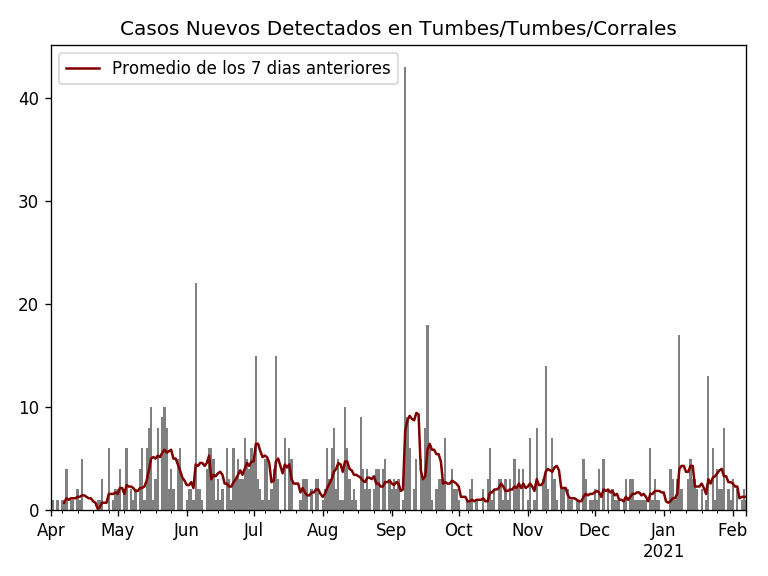 Casos Nuevos Detectados en Tumbes/Tumbes/Corrales
Promedio de los 7 dias anteriores
40
30
20
10
0
Apr May Jun Jul Aug Sep Oct Nov Dec Jan Feb
2021